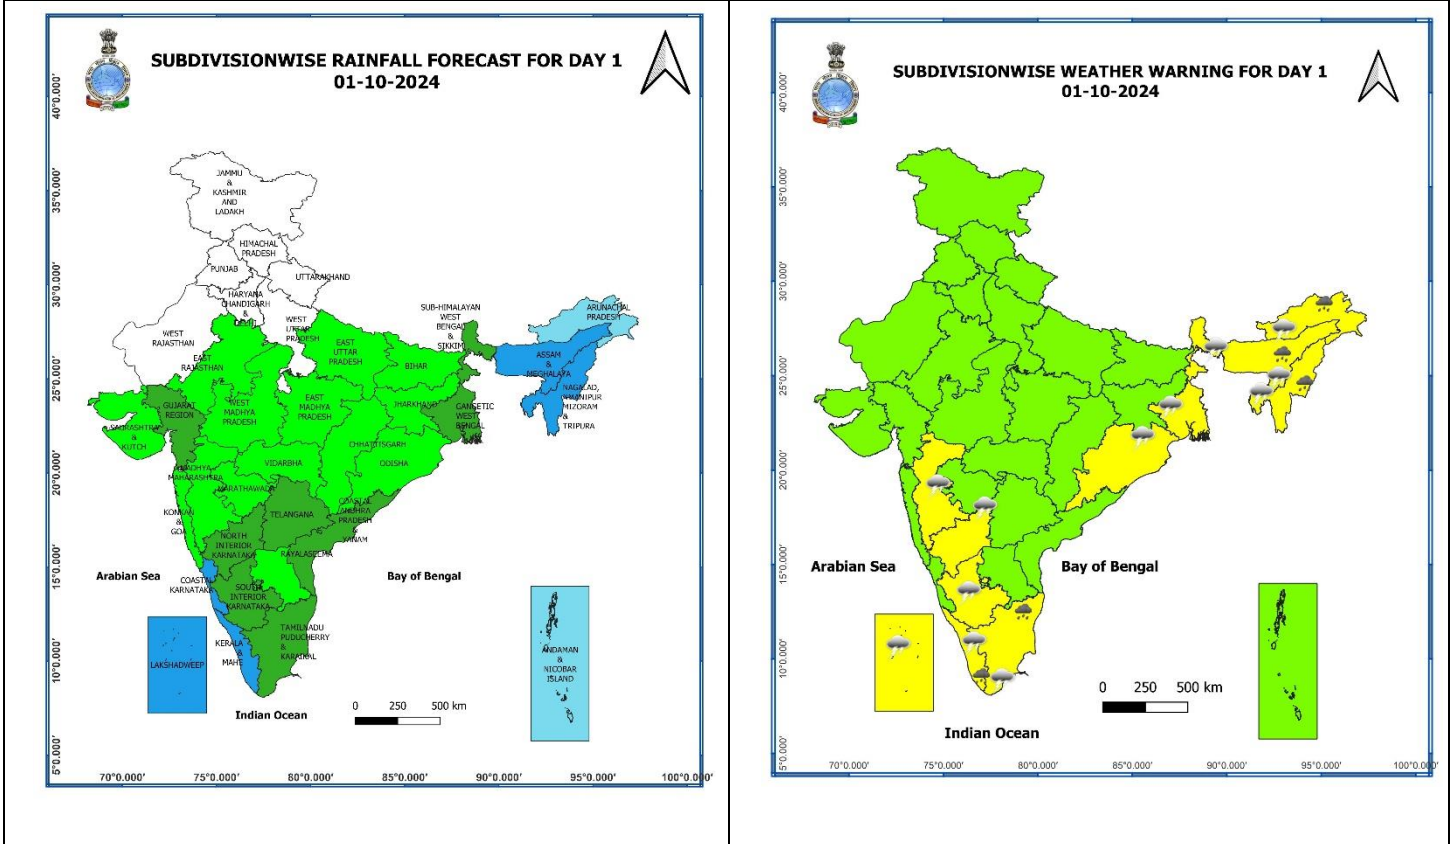 SUBDIVISIONWISE RAINFALL FORECAST FOR DAY 1
01-10-2024
40°0.000'
35°0.000'
30°0.000'
25°0.000'
20°0.000'
15°0.000'
10°0.000'
5°0.000'
JAMMU
&
KASHMIR
AND
LADAKH
HIMACHAL
PRADESH
PUNJAB
UTTARAKHAND
HARYANA
CHANDIGARH
&
DELHI
WEST
RAJASTHAN
WEST
UTTAR
PRADESH
SUB-HIMALAYAN
WEST
BENGAL
&
SIKKIM
ARUNACHAL
PRADESH
EAST
RAJASTHAN
EAST
UTTAR
PRADESH
BIHAR
ASSAM
&
MEGHALAYA
NAGALAD,
MANIPUR
MIZORAM
&
TRIPURA
GUJARAT
REGION
WEST
MADHYA
PRADESH
EAST
MADHYA
PRADESH
JHARKHAND
GANGETIC
WEST
BENGAL
SAURASHTRA
&
KUTCH
CHHATTISGARH
ODISHA
VIDARBHA
MADHYA
MAHARASHTRA
MARATHAWADA
KONKAN
&
GOA
TELANGANA
COASTAL
ANDHRA
PRADESH
&
YANAM
NORTH
INTERIOR
KARNATAKA
RAYALASEEMA
Arabian Sea
Bay of Bengal
COASTAL
KARNATAKA
SOUTH
INTERIOR
KARNATAKA
TAMILNADU
PUDUCHERRY
&
KARAIKAL
KERALA
&
MAHE
LAKSHADWEEP
ANDAMAN
&
NICOBAR
ISLAND
Indian Ocean
0 250 500 km
70°0.000' 75°0.000' 80°0.000' 85°0.000' 90°0.000' 95°0.000' 100°0.000'
SUBDIVISIONWISE WEATHER WARNING FOR DAY 1
01-10-2024
40°0.000'
35°0.000'
30°0.000'
25°0.000'
20°0.000'
15°0.000'
10°0.000'
5°0.000'
Arabian Sea
Bay of Bengal
0 250 500 km
Indian Ocean
70°0.000' 75°0.000' 80°0.000' 85°0.000' 90°0.000' 95°0.000' 100°0.000'